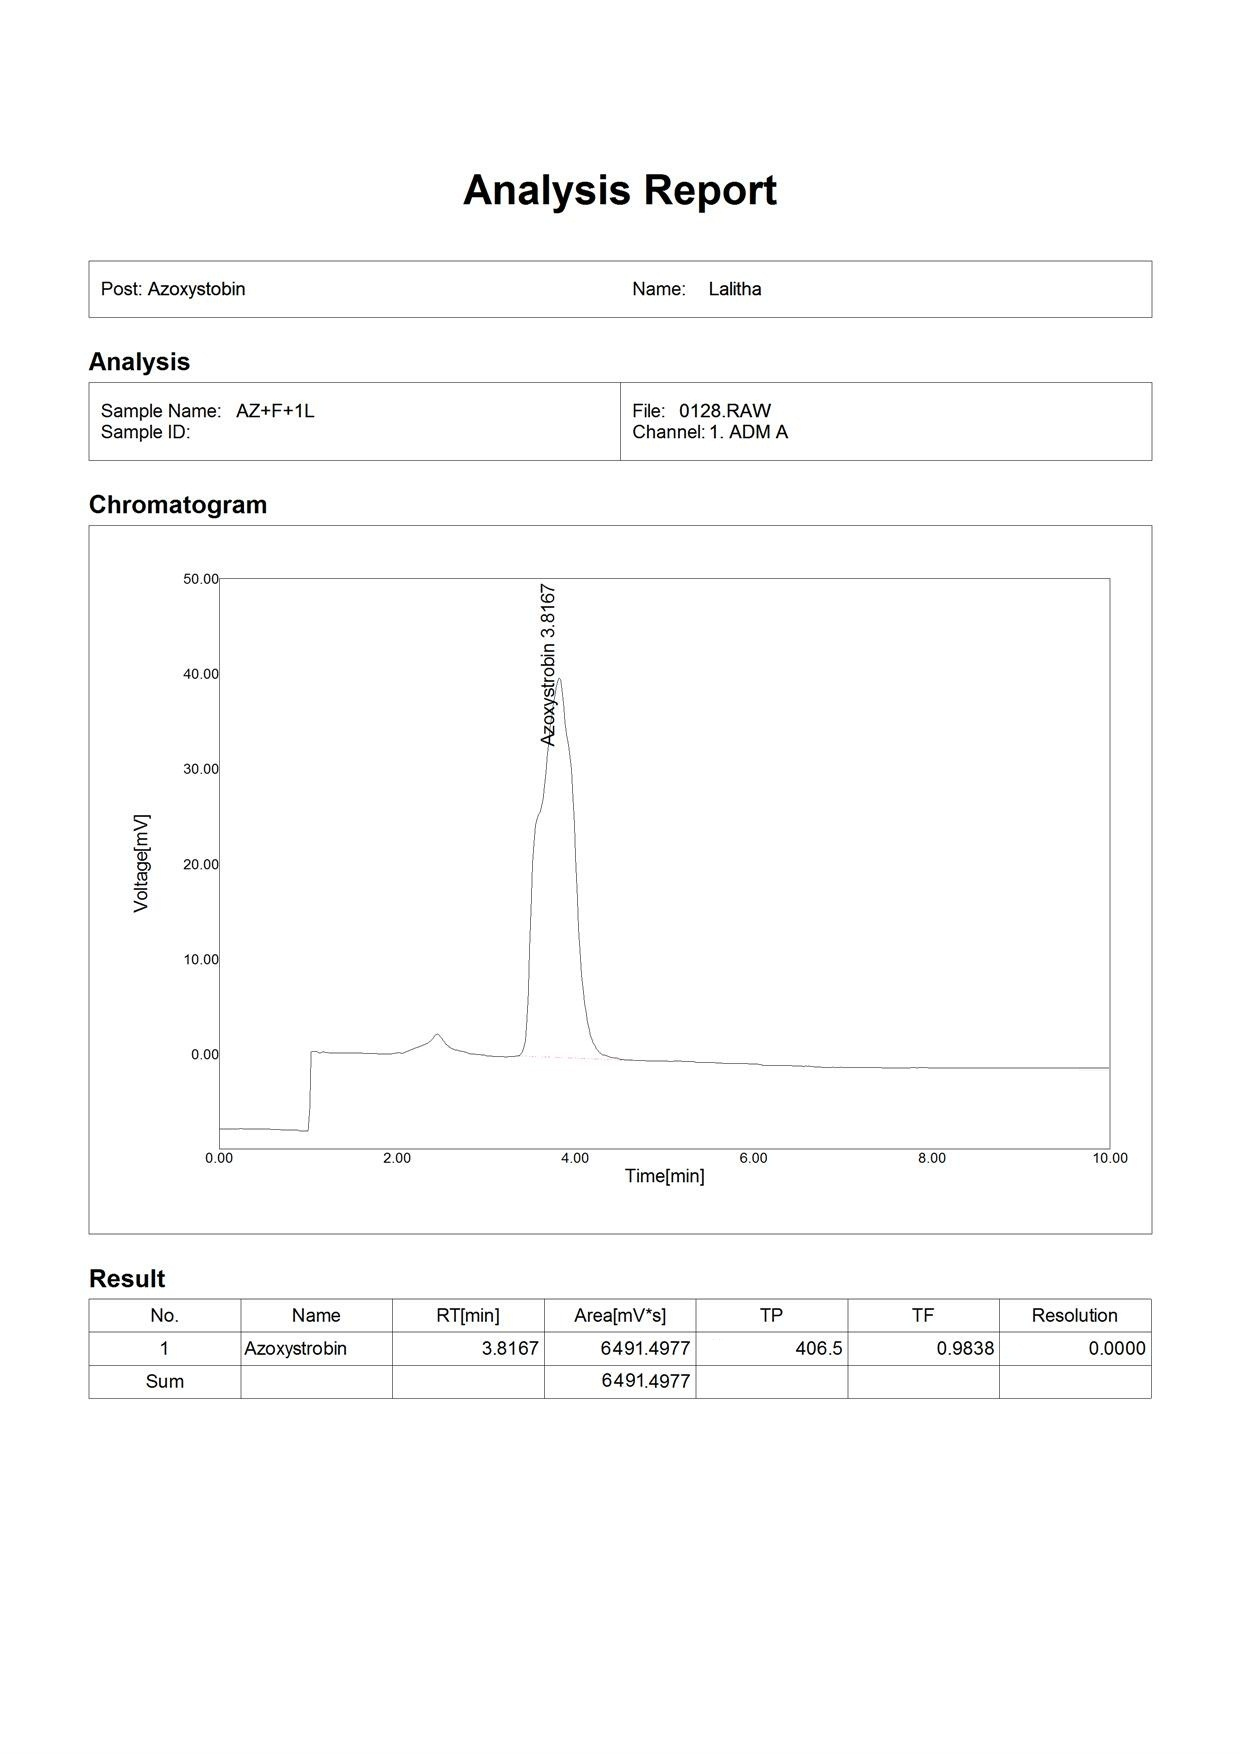 Analysis Report
Post: Azoxystobin Name: Lalitha
Analysis
Sample Name: AZ+F+1L File: 0128.RAW
Sample ID: Channel: 1. ADM A
Chromatogram
Azoxystrobin 3.8167
50.00
40.00
30.00
20.00
10.00
0.00
Voltage[mV]
0.00 2.00 4.00 6.00 8.00 10.00
Time[min]
Result
No. Name RT[min] Area[mV*s] TP TF Resolution
1 Azoxystrobin 3.8167 6491.4977 406.5 0.9838 0.0000
Sum 6491.4977